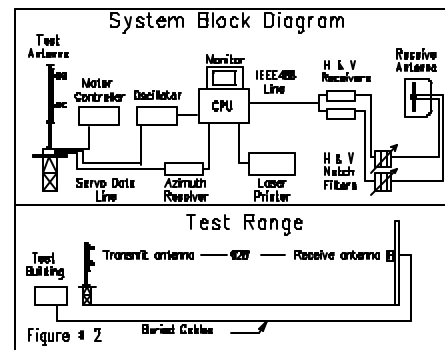 System Block Diagram
Test
Antenna
Motor
Controller
Oscillator
Monitor
CPU
IEEE488
Line
H & V
Receivers
Receive
Antenna
Servo Data
Line
Azimuth
Receiver
Laser
Printer
H & V
Notch
Filters
Test Range
Test
Building
Transmit antenna
Receive antenna
Buried Cables
Figure # 2